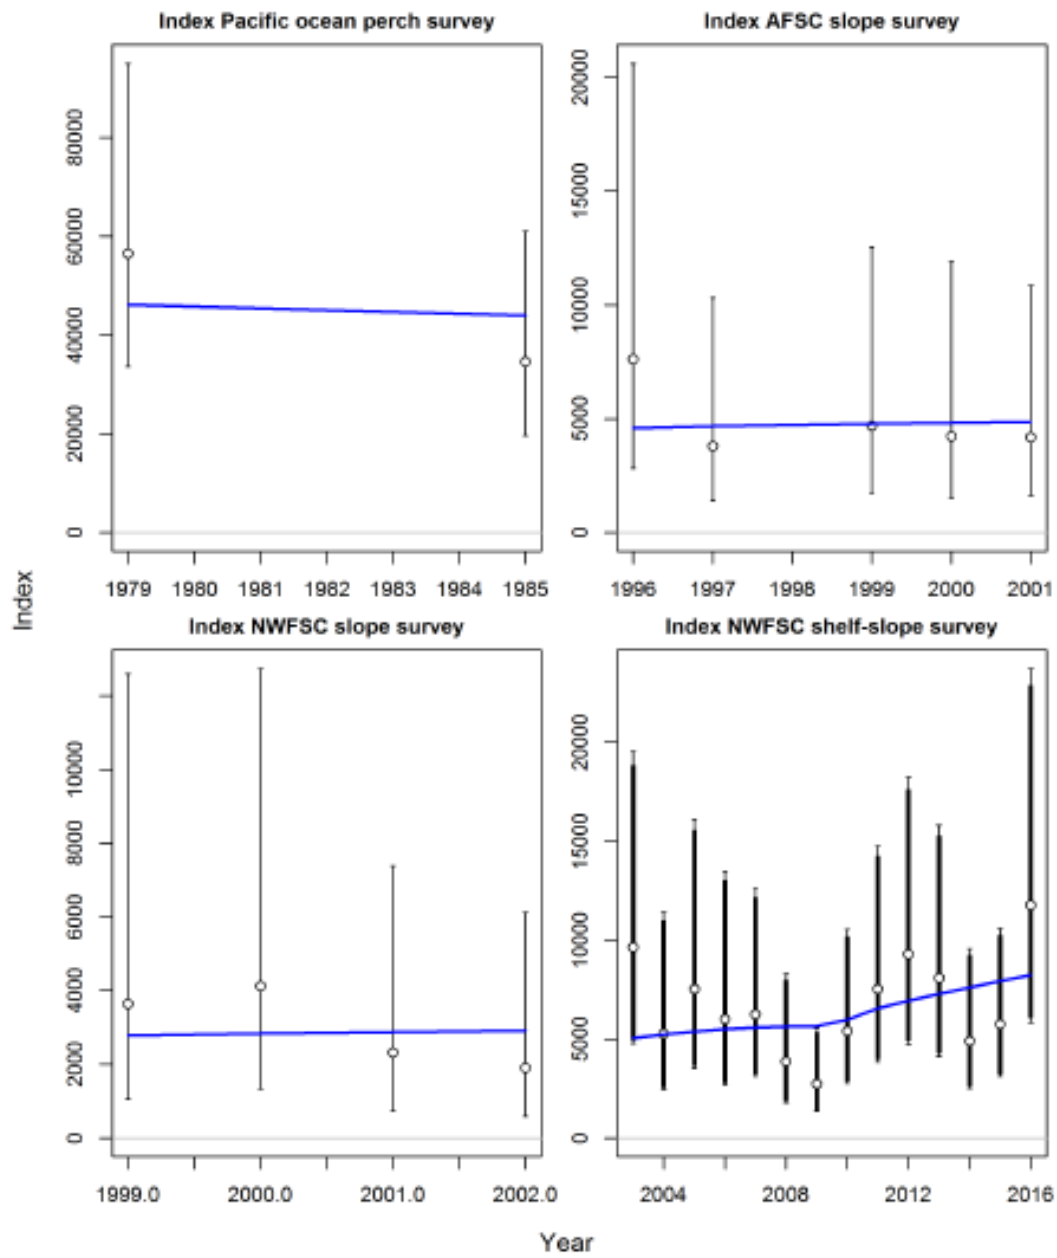 Index Pacific ocean perch survey
Index AFSC slope survey
80000
60000
40000
20000
0
20000
15000
10000
5000
0
1979 1980 1981 1982 1983 1984 1985
1996 1997 1998 1999 2000 2001
Index
Index NWFSC slope survey
Index NWFSC shelf-slope survey
10000
8000
6000
4000
2000
0
20000
15000
10000
5000
0
1999.0 2000.0 2001.0 2002.0
2004 2008 2012 2016
Year